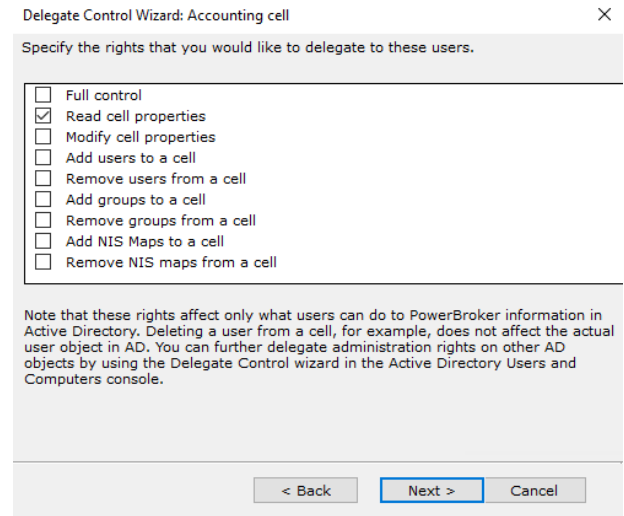 Delegate Control Wizard: Accounting cell
Specify the rights that you would like to delegate to these users.
Full control
Read cell properties
Modify cell properties
Add users to a cell
Remove users from a cell
Add groups to a cell
Remove groups from a cell
Add NIS Maps to a cell
Remove NIS maps from a cell
Note that these rights affect only what users can do to PowerBroker information in
Active Directory. Deleting a user from a cell, for example, does not affect the actual
user object in AD. You can further delegate administration rights on other AD
objects by using the Delegate Control wizard in the Active Directory Users and
Computers console.
< Back Next > Cancel